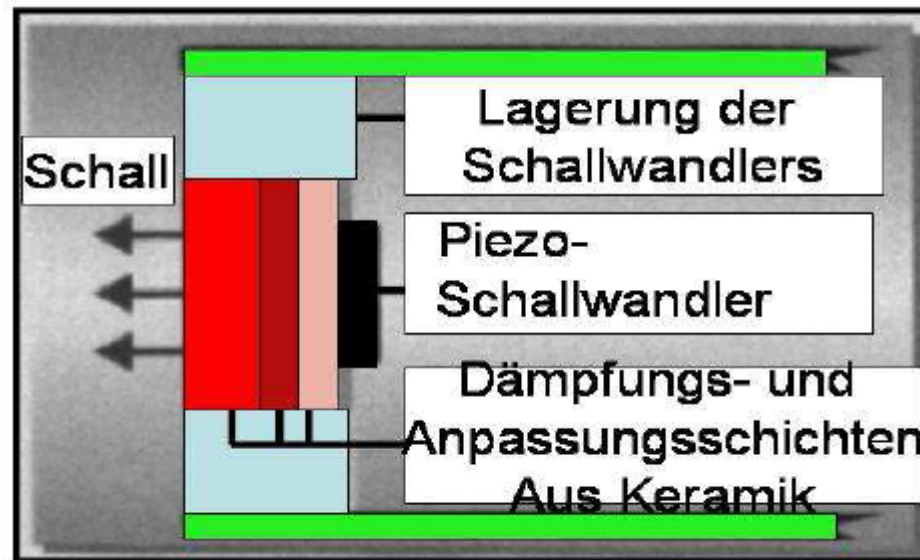 Schall
Lagerung der
Schallwandlers
Piezo-
Schallwandler
Dämpfungs- und
Anpassungsschichten
Aus Keramik